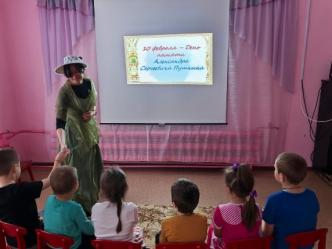 10 февраля – День
памяти
Александра
Сергеевича Пушкина